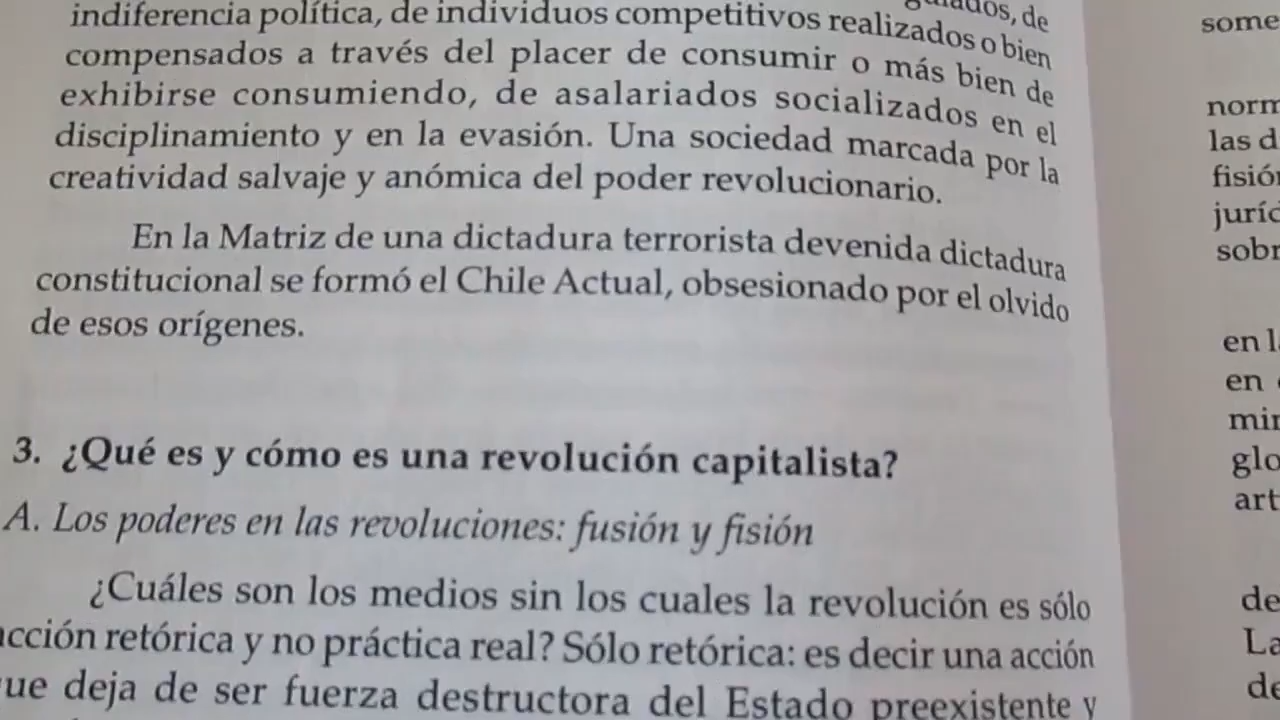 indiferencia política, de individuos competitivos realizados o bien
compensados a través del placer de consumir o más bien de
exhibirse consumiendo, de asalariados socializados en el
disciplinamiento y en la evasión. Una sociedad marcada por la
creatividad salvaje y anómica del poder revolucionario.
En la Matriz de una dictadura terrorista devenida dictadura
constitucional se formó el Chile Actual, obsesionado por el olvido
de esos orígenes.
3. ¿Qué es y cómo es una revolución capitalista?
A. Los poderes en las revoluciones: fusión y fisión
¿Cuáles son los medios sin los cuales la revolución es sólo
acción retórica y no práctica real? Sólo retórica: es decir una acción
que deja de ser fuerza destructora del Estado preexistente y
some
norm
las d
fisión
juríd
sobr
en la
en
min
glo
art
de
La
de